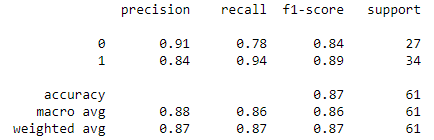 precision recall f1-score support
0 0.91 0.78 0.84 27
1 0.84 0.94 0.89 34
accuracy 0.87 61
macro avg 0.88 0.86 0.86 61
weighted avg 0.87 0.87 0.87 61